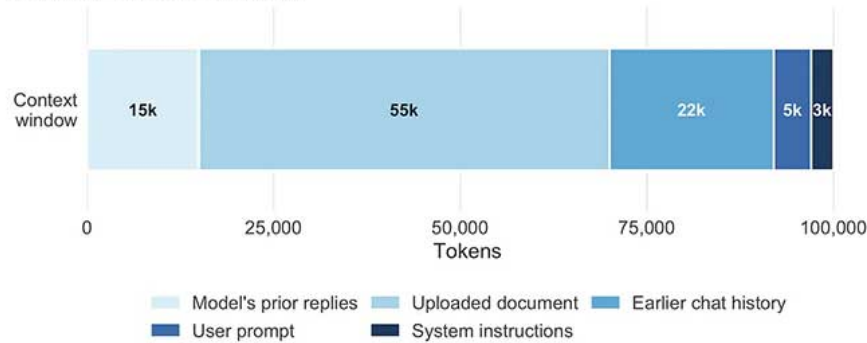 15k 55k 22k 5k 3k
Context
window
0 25,000 50,000 75,000 100,000
Tokens
Model's prior replies Uploaded document Earlier chat history
User prompt System instructions